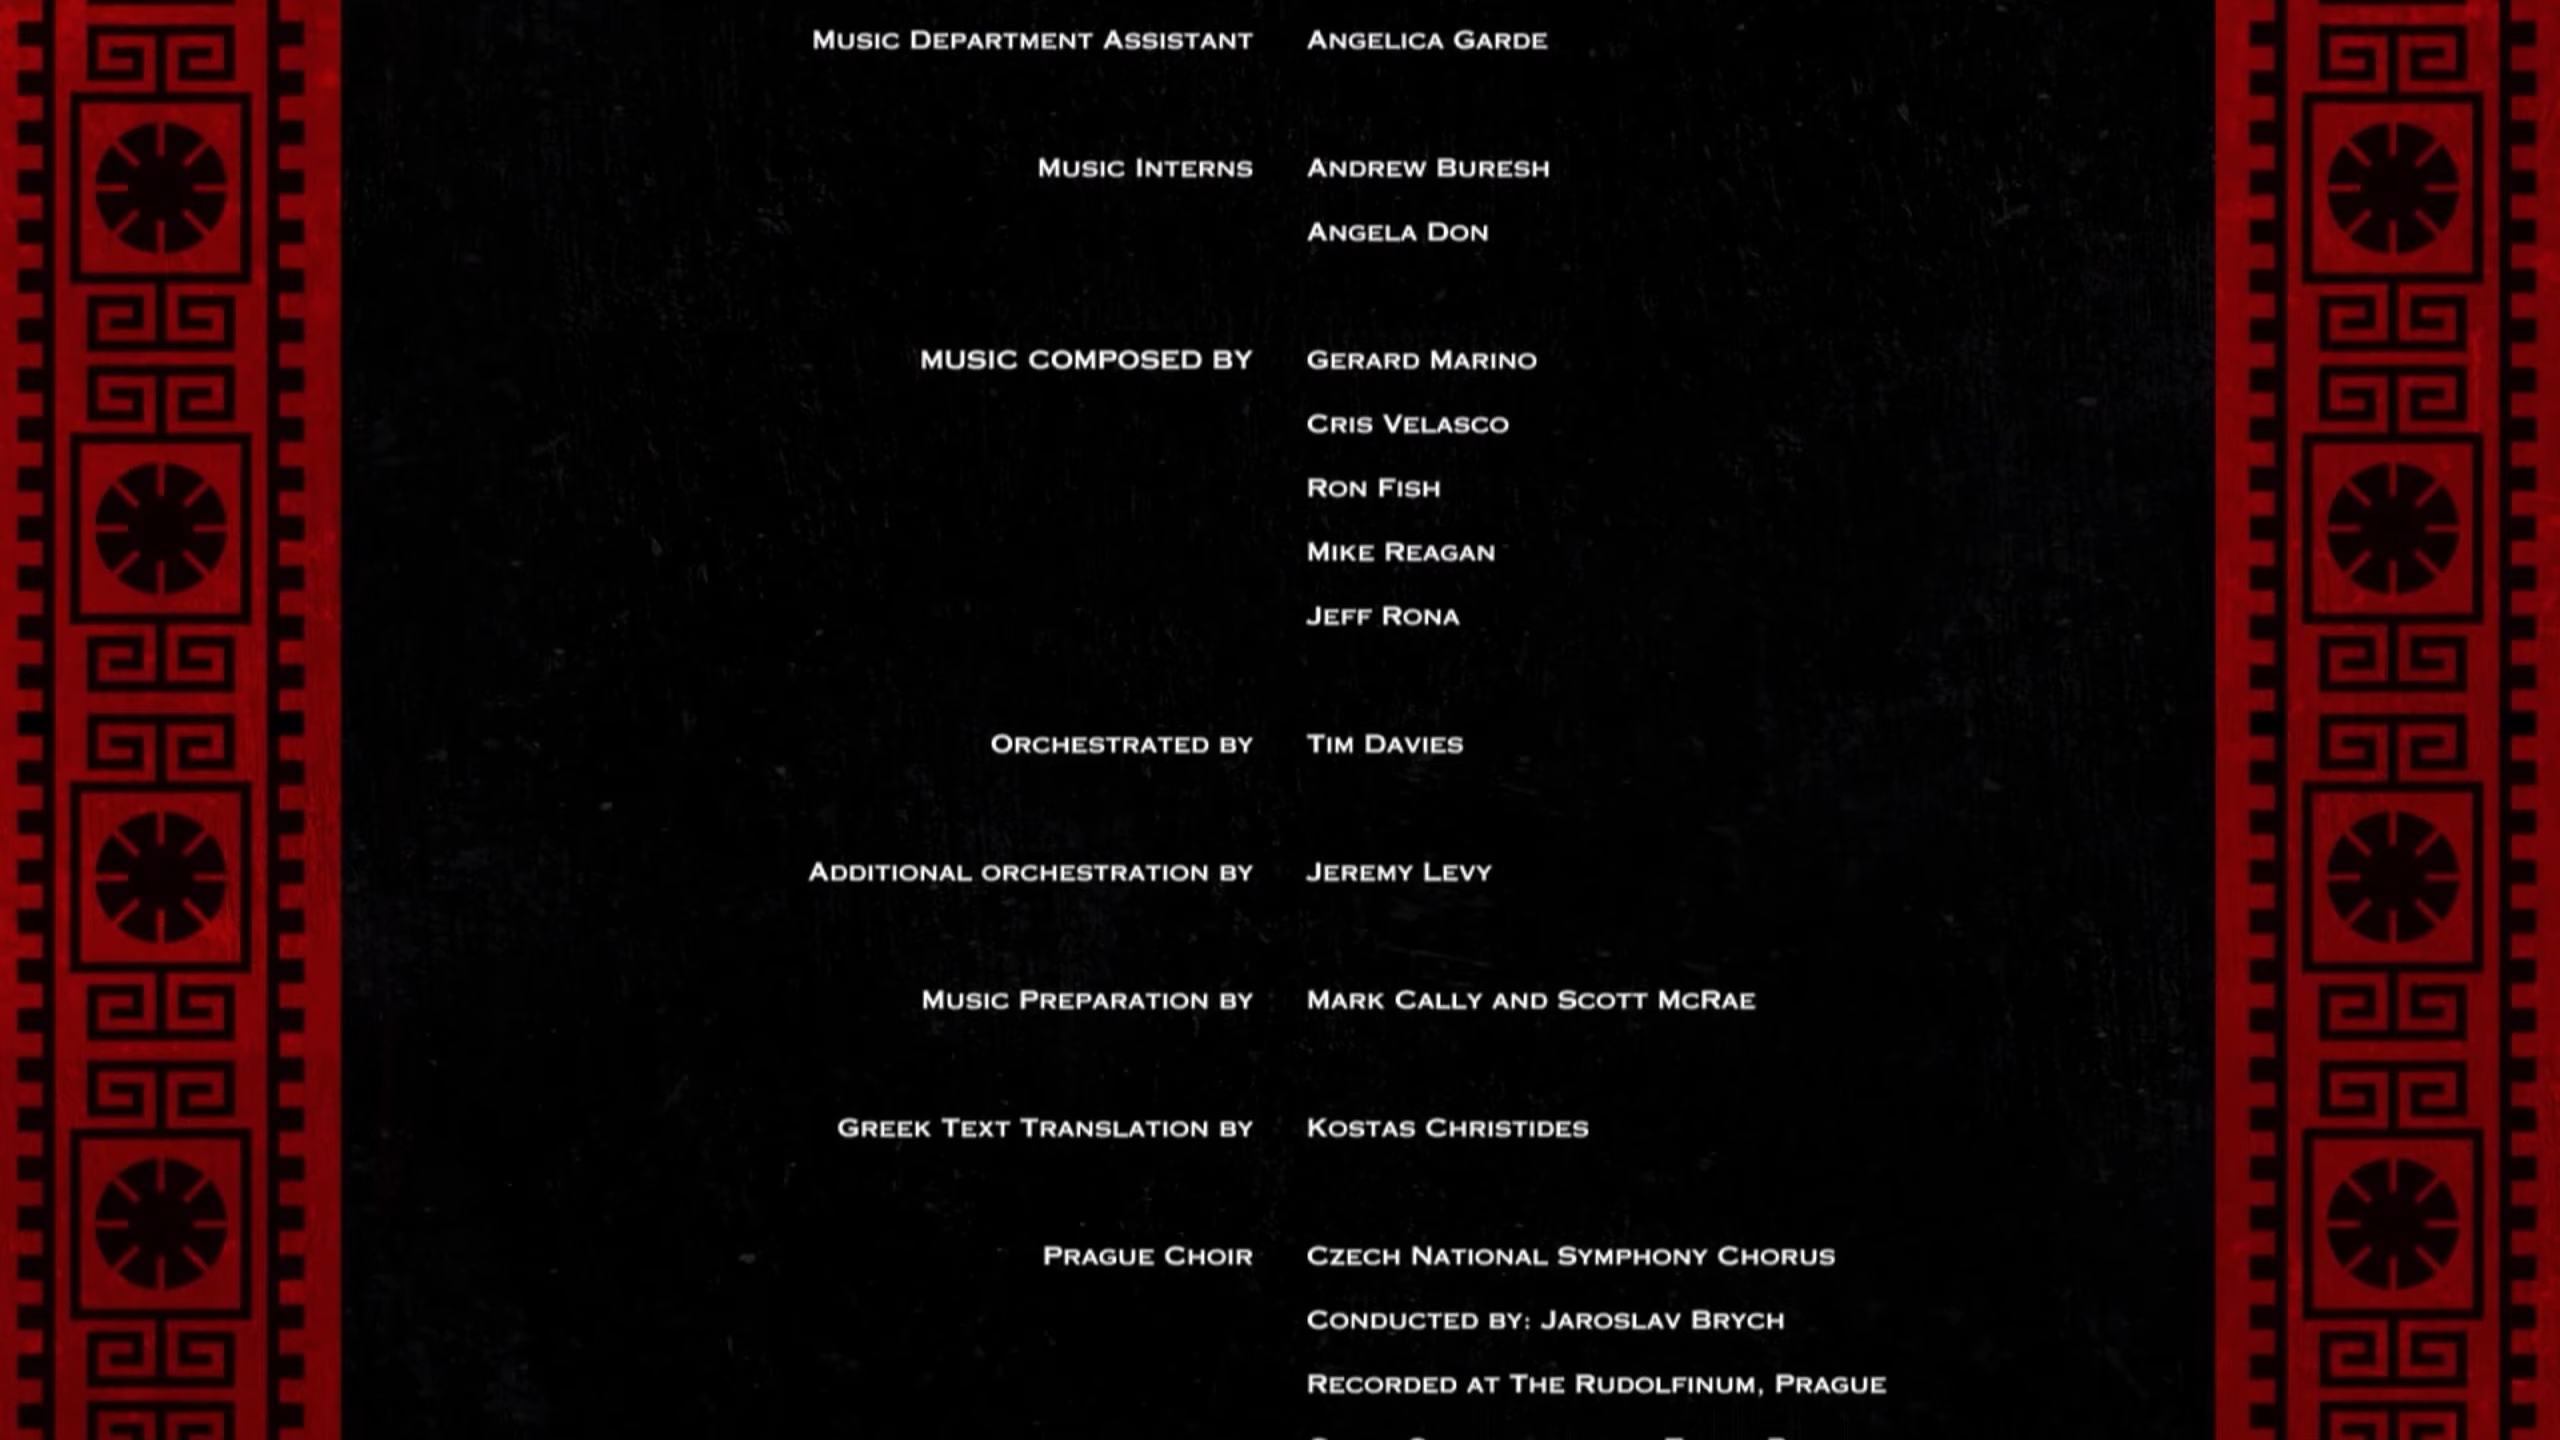 Music Department Assistant Angelica Garde
Music Interns Andrew Buresh
Angela Don
MUSIC COMPOSED BY Gerard Marino
Cris Velasco
Ron Fish
Mike Reagan
Jeff Rona
Orchestrated by Tim Davies
Additional orchestration by Jeremy Levy
Music Preparation by Mark Cally and Scott McRae
Greek Text Translation by Kostas Christides
Prague Choir Czech National Symphony Chorus
Conducted by: Jaroslav Brych
Recorded at The Rudolfinum, Prague